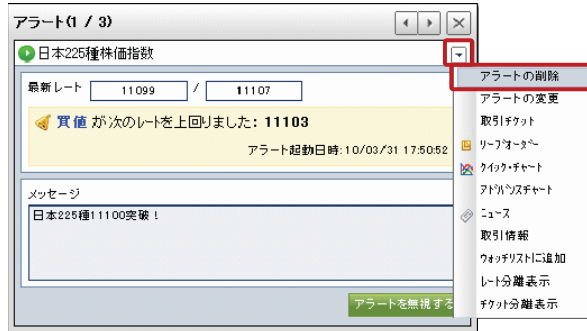 アラート(1 / 3)
日本225種株価指数
最新レート 11099 / 11107
買値 が次のレートを上回りました: 11103
アラート起動日時:10/03/31 17:50:52
メッセージ
日本225種11100突破！
アラートを無視する
アラートの削除
アラートの変更
取引チケット
リーブオーダー
クイック・チャート
アドバンスチャート
ニュース
取引情報
ウォッチリストに追加
レート分離表示
チケット分離表示